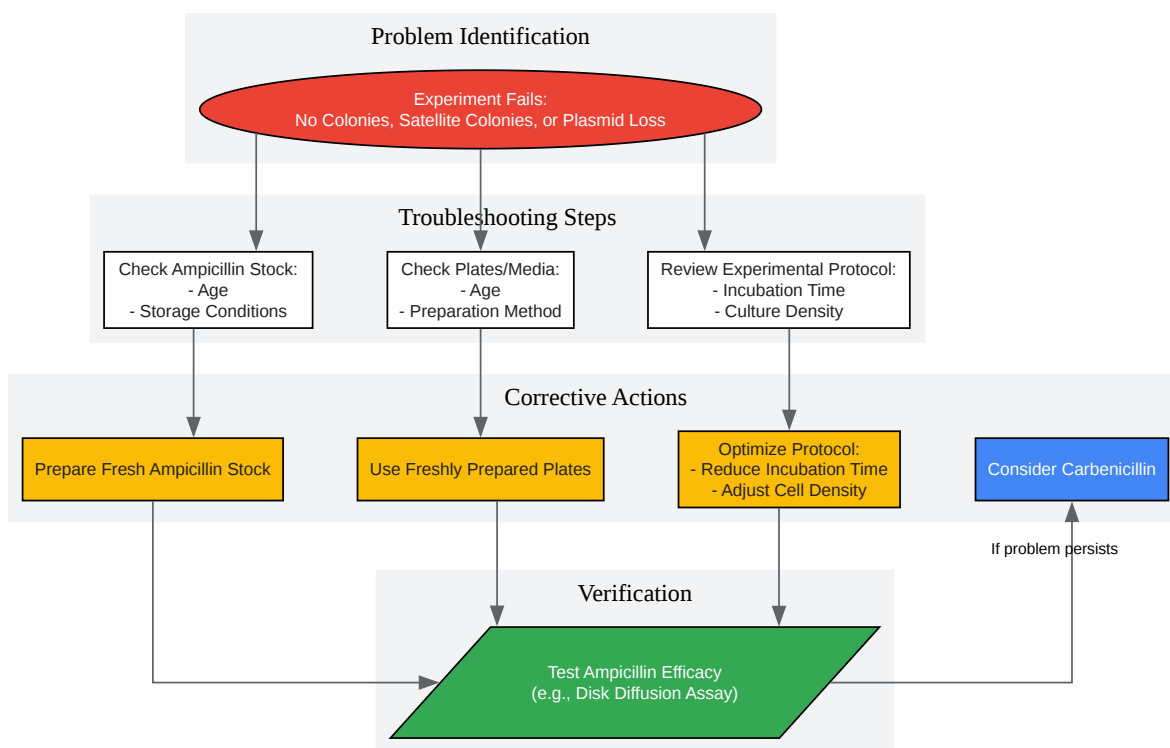 Problem Identification
Experiment Fails:
No Colonies, Satellite Colonies, or Plasmid Loss
Troubleshooting Steps
Check Ampicillin Stock:
- Age
- Storage Conditions
Check Plates/Media:
- Age
- Preparation Method
Review Experimental Protocol:
- Incubation Time
- Culture Density
Corrective Actions
Prepare Fresh Ampicillin Stock
Use Freshly Prepared Plates
Optimize Protocol:
- Reduce Incubation Time
- Adjust Cell Density
Consider Carbenicillin
If problem persists
Verification
Test Ampicillin Efficacy
(e.g., Disk Diffusion Assay)